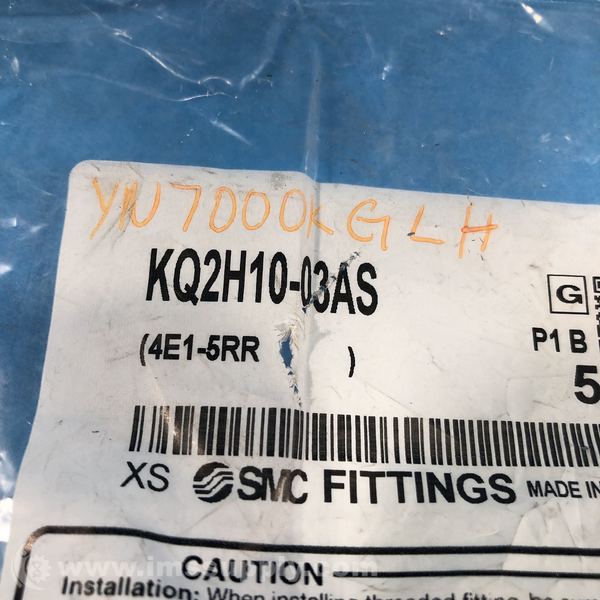 YN7000KGLH
KQ2H10-03AS
G
(4E1-5RR )
P1 B
5
XS SMC FITTINGS MADE IN
CAUTION
Installation: When installing threaded fitting, be sure